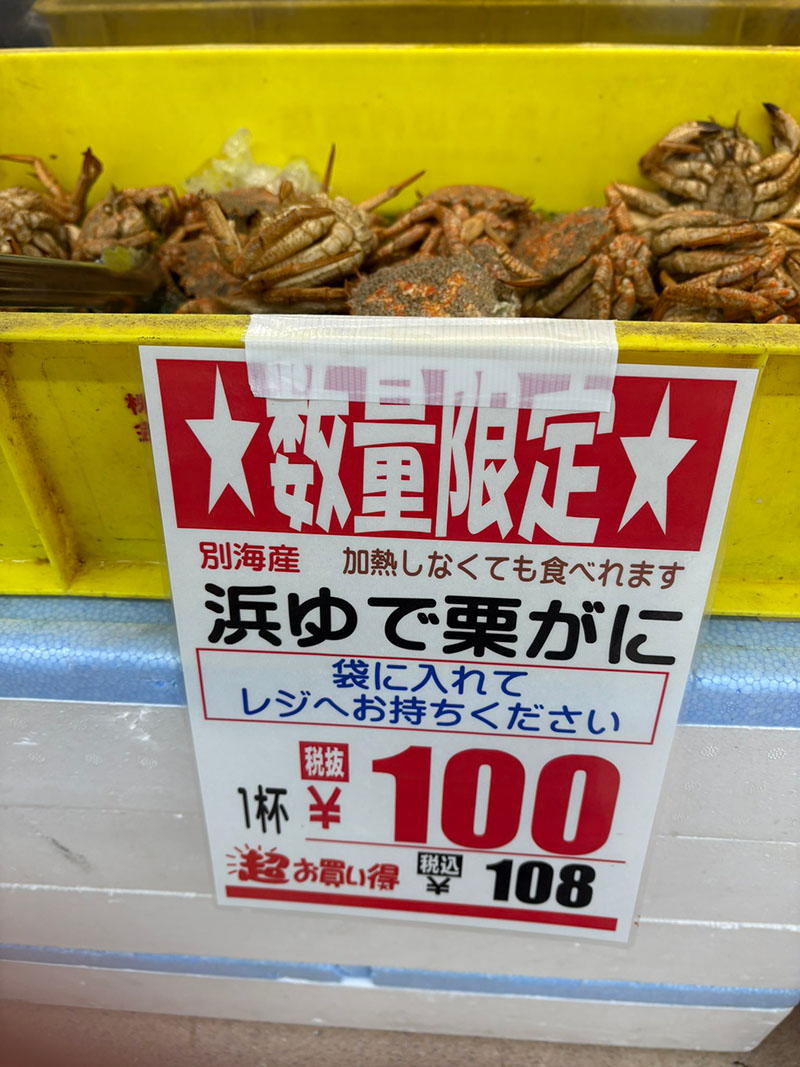 ★数量限定★
別海産 加熱しなくても食べれます
浜ゆで栗がに
袋に入れて
レジへお持ちください
1杯 税抜 ¥100
超お買い得 税込 ¥108